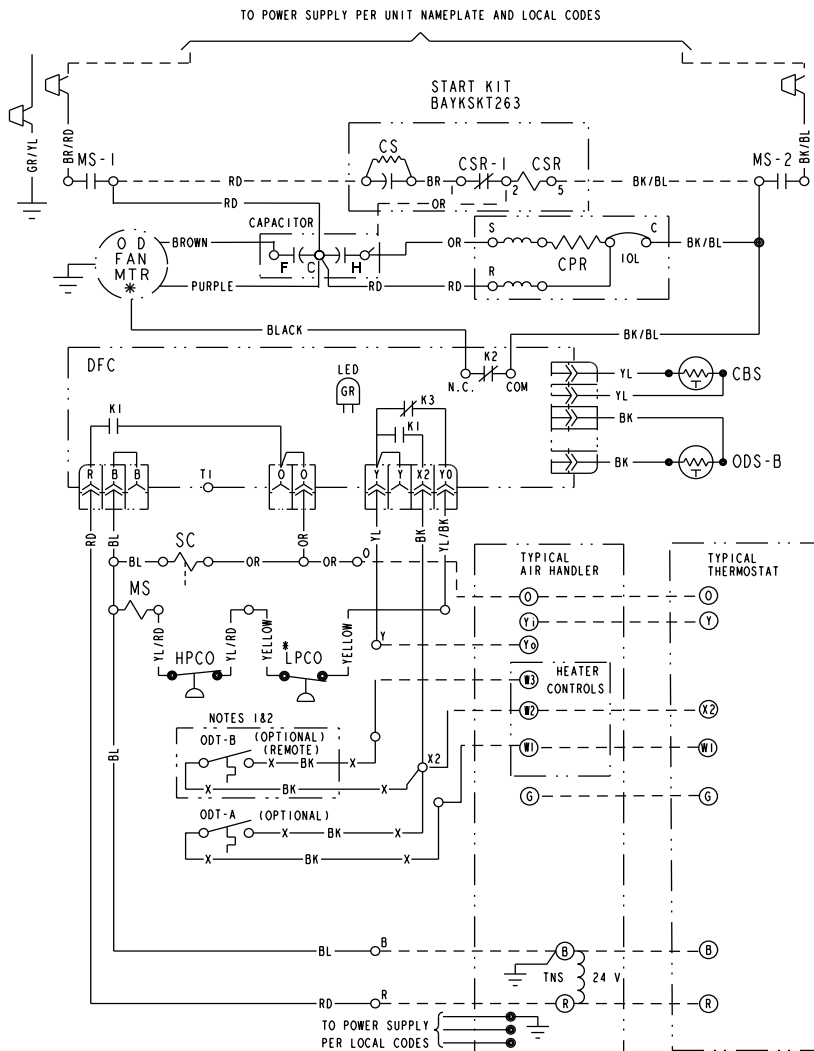 TO POWER SUPPLY PER UNIT NAMEPLATE AND LOCAL CODES
START KIT
BAYKSKT263
GR/YL
BR/RD
BK/BL
MS-1
CS
CSR-1
CSR
MS-2
RD
BR
2
5
BK/BL
RD
OR
CAPACITOR
O D
FAN
MTR
*
BROWN
F
C
H
OR
S
CPR
IOL
C
BK/BL
PURPLE
RD
RD
R
BLACK
BK/BL
DFC
LED
GR
K2
N.C.
COM
YL
CBS
YL
BK
BK
ODS-B
K1
K3
K1
R
B
B
T1
O
O
Y
Y
X2
YO
RD
BL
OR
YL
BK
YL/BK
BL
SC
OR
OR
O
MS
YL/RD
HPCO
YL/RD
YELLOW
*
LPCO
YELLOW
Y
TYPICAL
AIR HANDLER
TYPICAL
THERMOSTAT
O
O
Yi
Y
Yo
W3
HEATER
CONTROLS
W2
X2
W1
W1
G
G
NOTES 1&2
ODT-B
(OPTIONAL)
(REMOTE)
X
BK
X
X
BK
X
X2
BL
ODT-A
(OPTIONAL)
X
BK
X
X
BK
X
BL
B
B
B
TNS
24 V
RD
R
R
R
TO POWER SUPPLY
PER LOCAL CODES